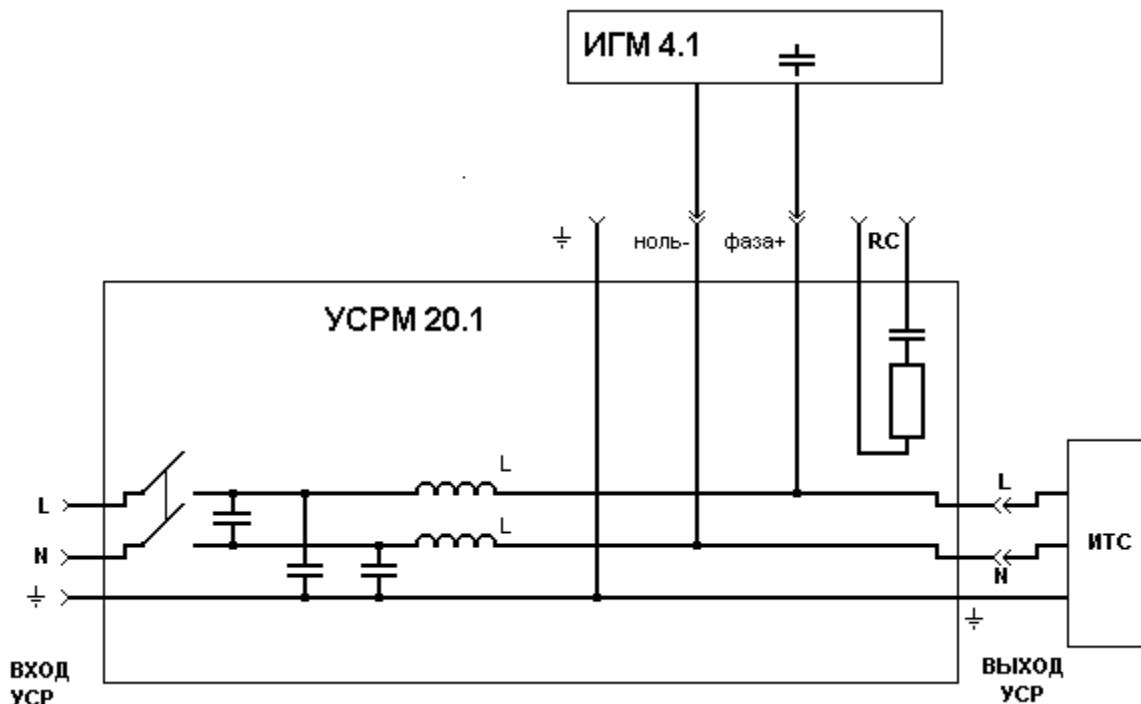 ИГМ 4.1
ноль-
фаза+
RC
УСРМ 20.1
L
L
L
L
N
N
ИТС
ВХОД
УСР
ВЫХОД
УСР